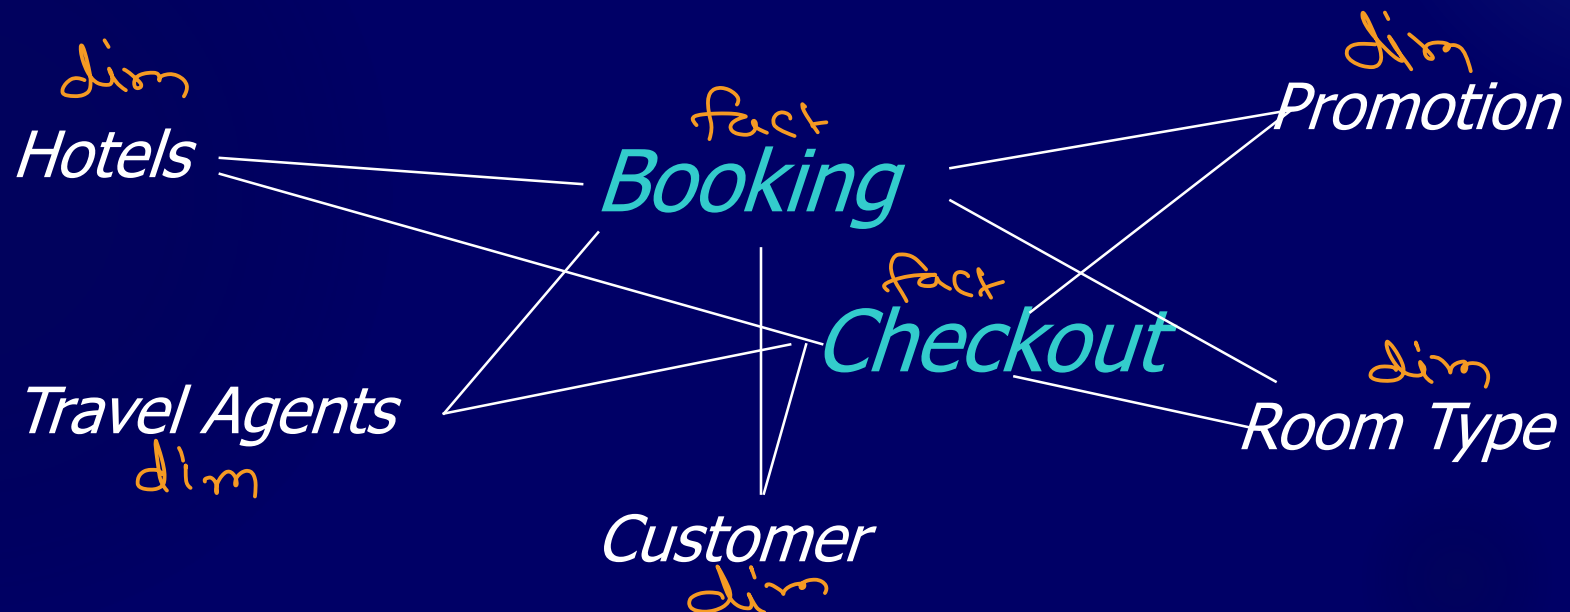 dim
Promotion
dim
Hotels
fact
Booking
fact
Checkout
dim
Room Type
Travel Agents
dim
Customer
dim